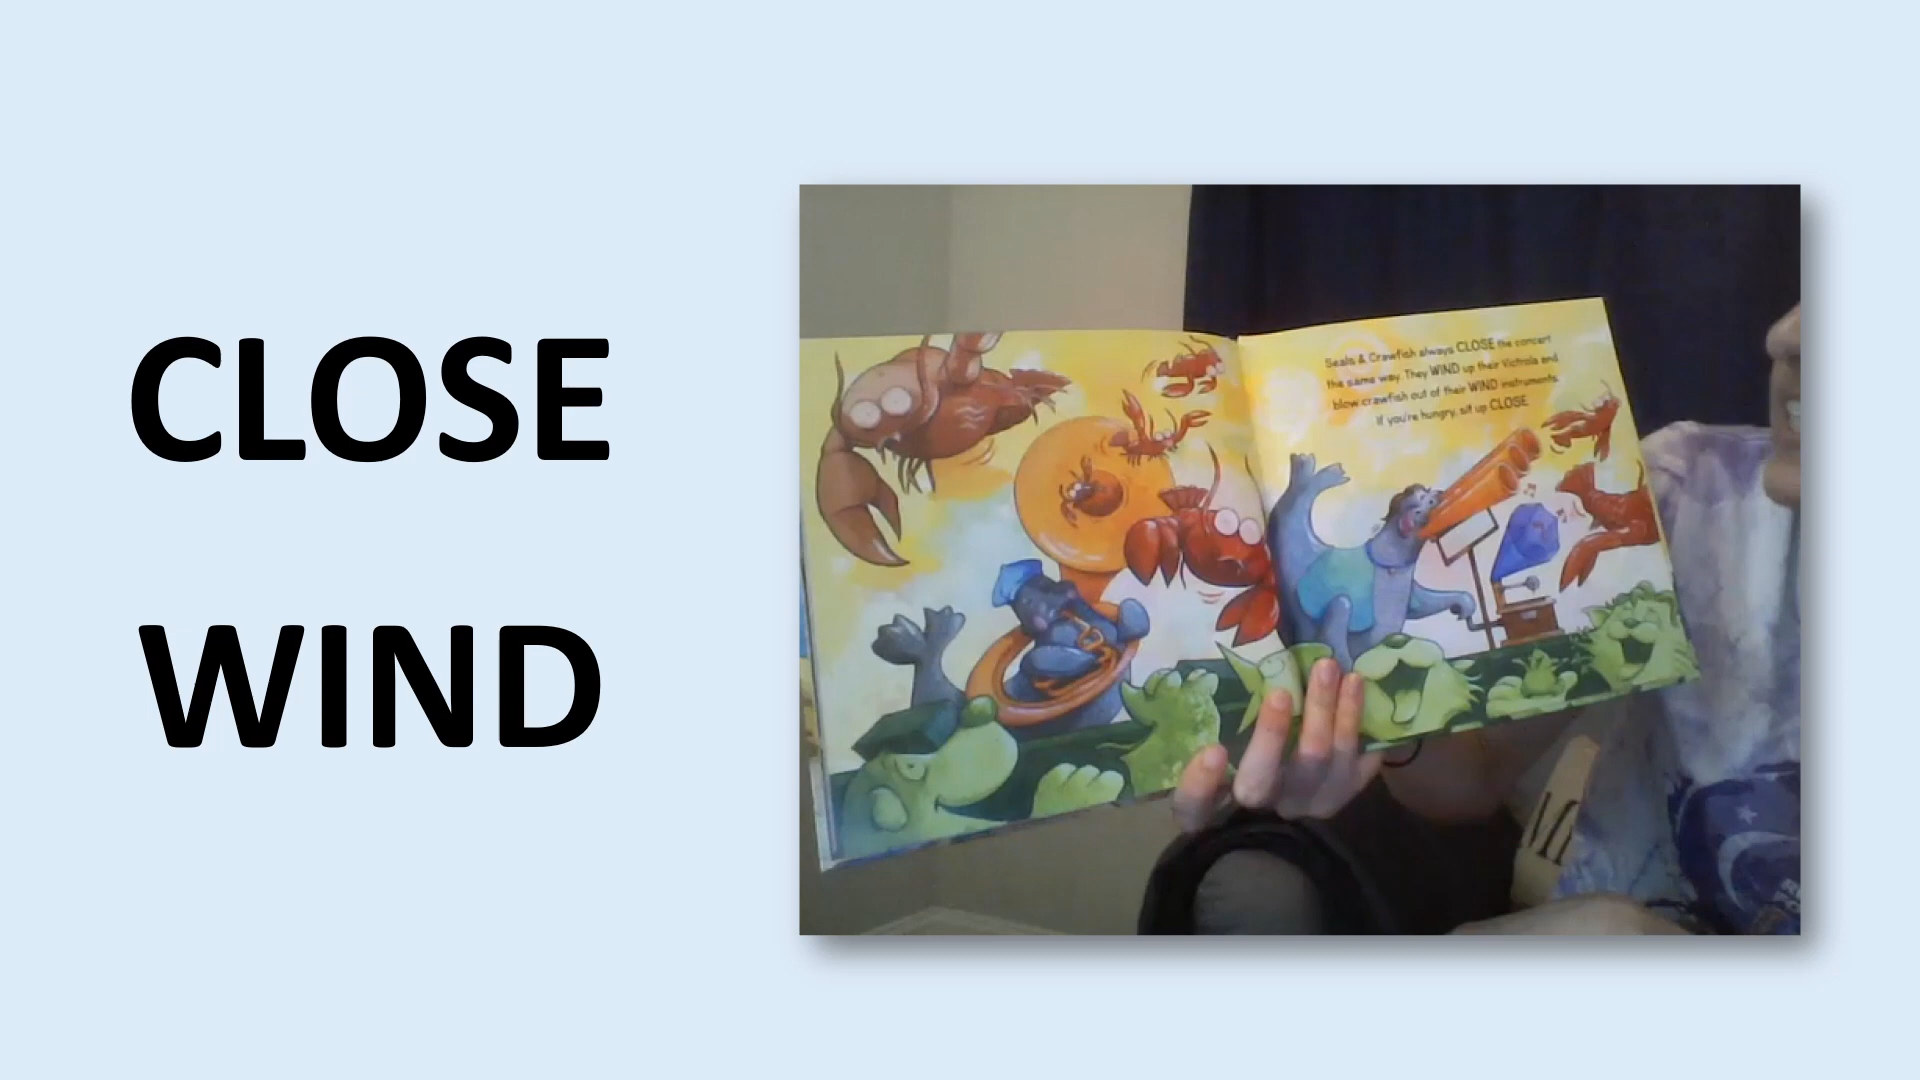 CLOSE
WIND
Seals & Crawfish always CLOSE the concert
the same way. They WIND up their Victrola and
blow crawfish out of their WIND instruments.
If you're hungry, sit up CLOSE.